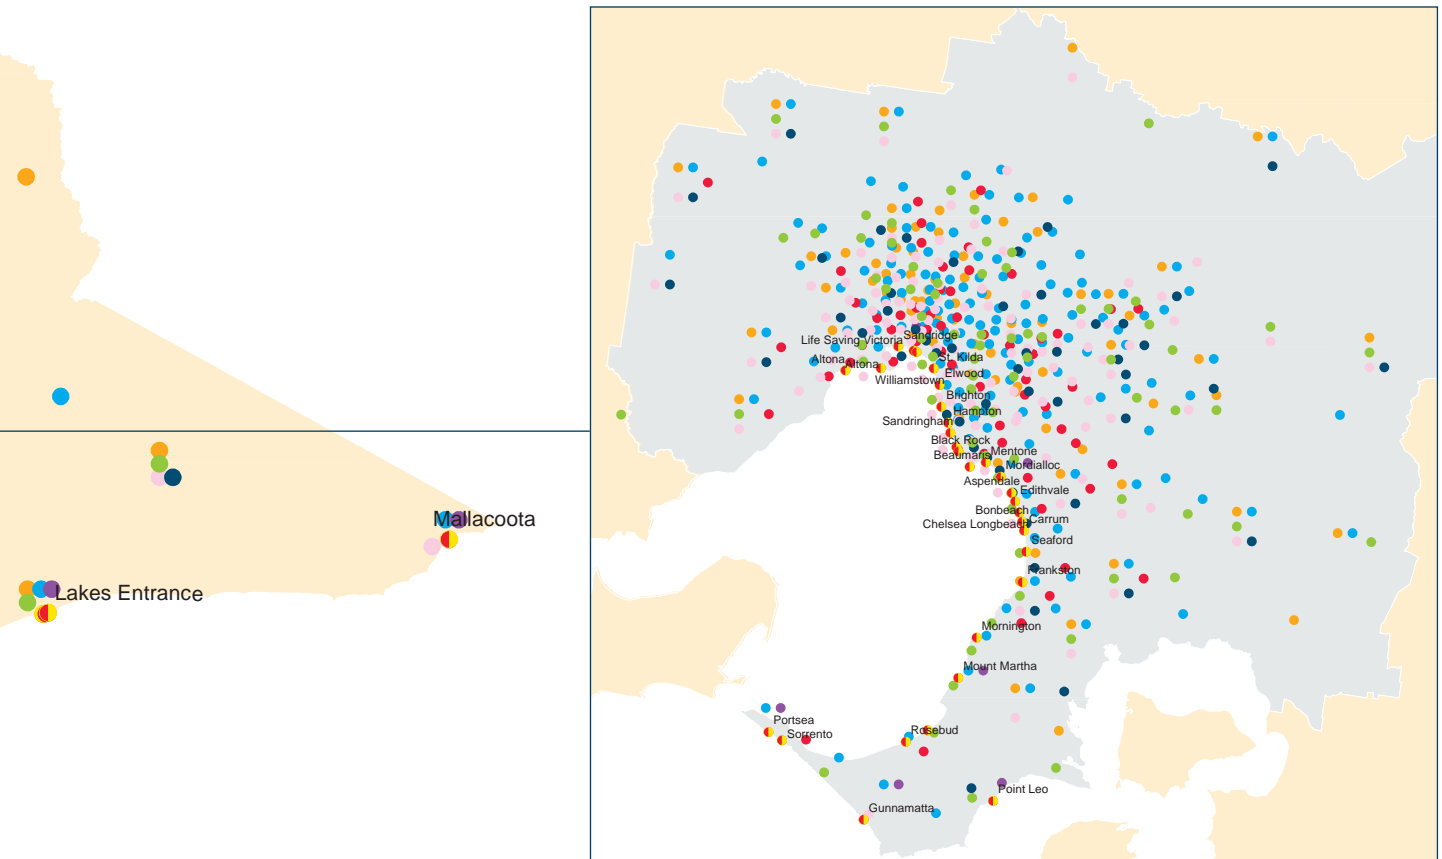 Mallacoota
Lakes Entrance
Sandridge
Life Saving Victoria
St. Kilda
Altona
Altona
Elwood
Williamstown
Brighton
Hampton
Sandringham
Black Rock
Mentone
Beaumaris
Mordialloc
Aspendale
Edithvale
Bonbeach
Carrum
Chelsea Longbeach
Seaford
Frankston
Mornington
Mount Martha
Portsea
Rosebud
Sorrento
Point Leo
Gunnamatta